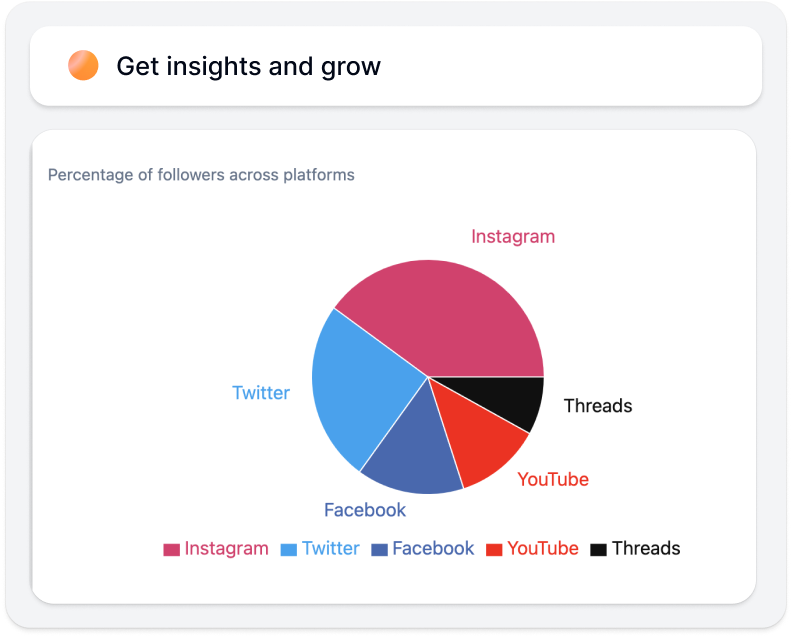 Get insights and grow
Percentage of followers across platforms
Instagram
Twitter
Threads
YouTube
Facebook
Instagram Twitter Facebook YouTube Threads